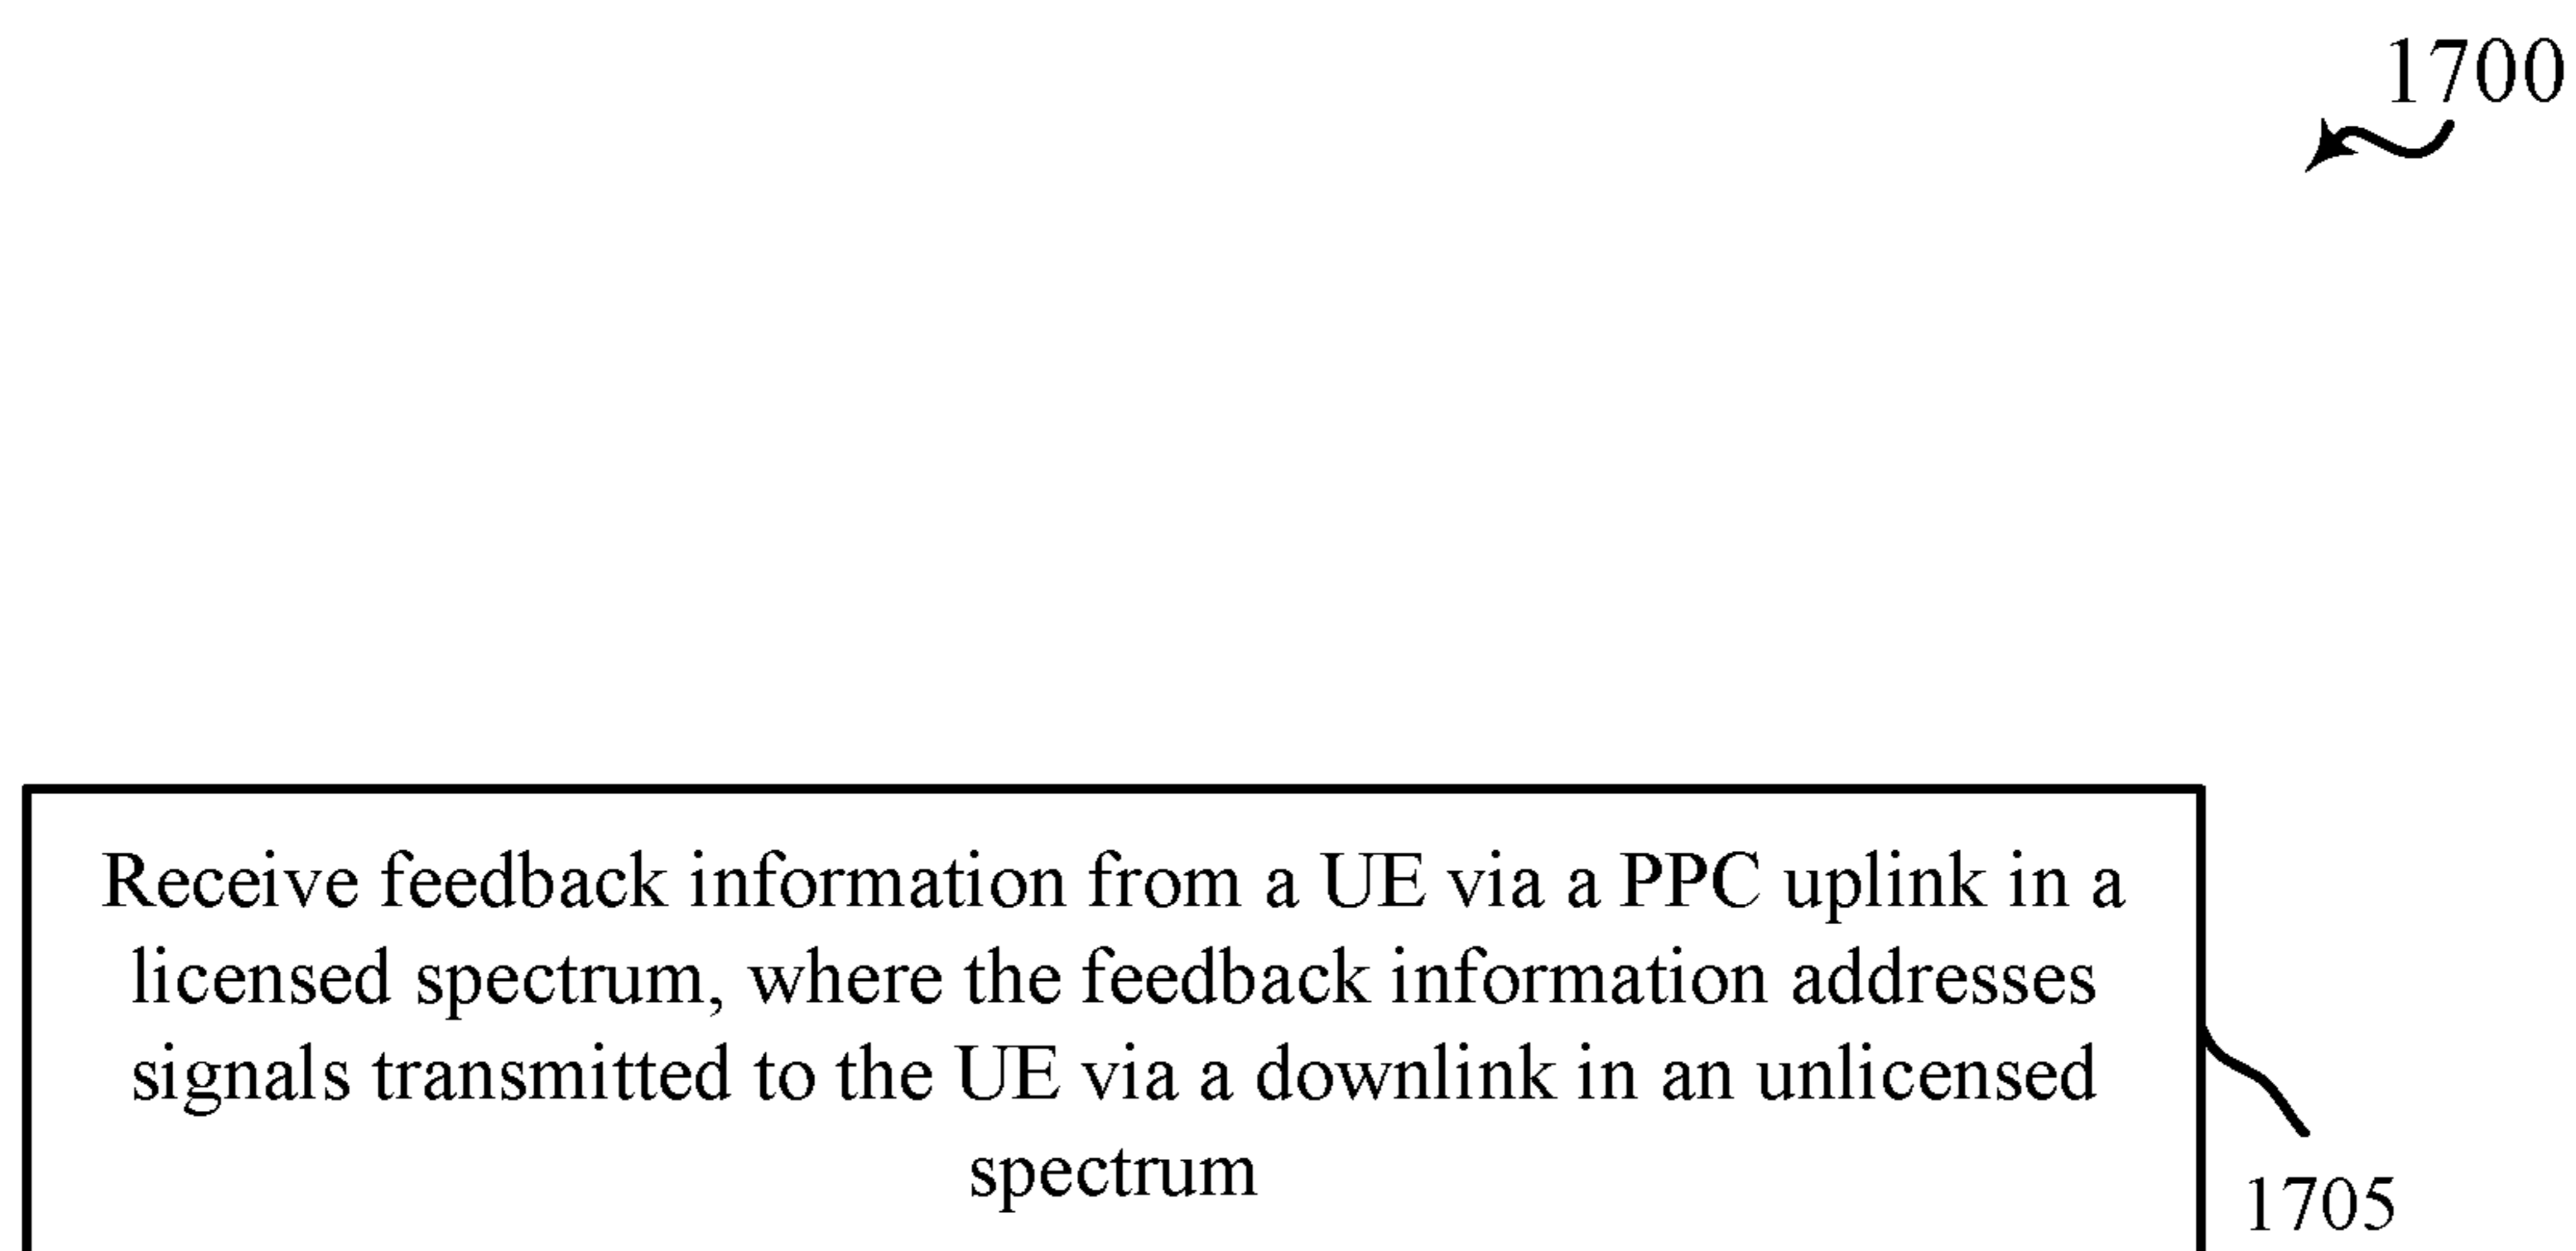 1700
Receive feedback information from a UE via a PPC uplink in a
licensed spectrum, where the feedback information addresses
signals transmitted to the UE via a downlink in an unlicensed
spectrum
1705